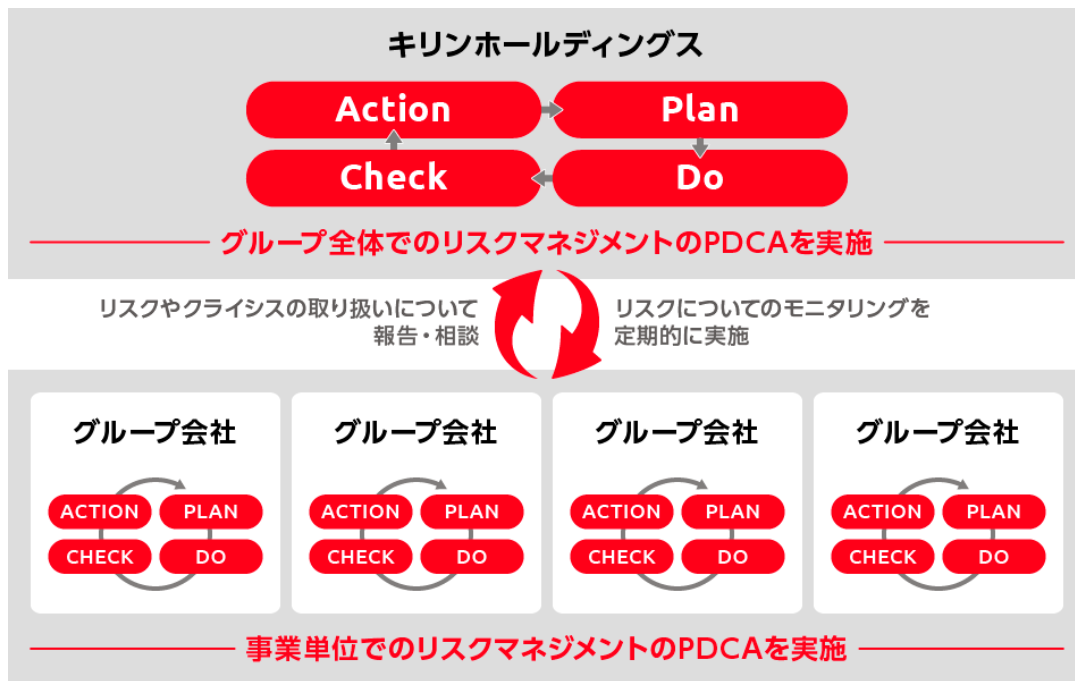 キリンホールディングス
Action
Plan
Check
Do
グループ全体でのリスクマネジメントのPDCAを実施
リスクやクライシスの取り扱いについて
報告・相談
リスクについてのモニタリングを
定期的に実施
グループ会社
ACTION
PLAN
CHECK
DO
グループ会社
ACTION
PLAN
CHECK
DO
グループ会社
ACTION
PLAN
CHECK
DO
グループ会社
ACTION
PLAN
CHECK
DO
事業単位でのリスクマネジメントのPDCAを実施